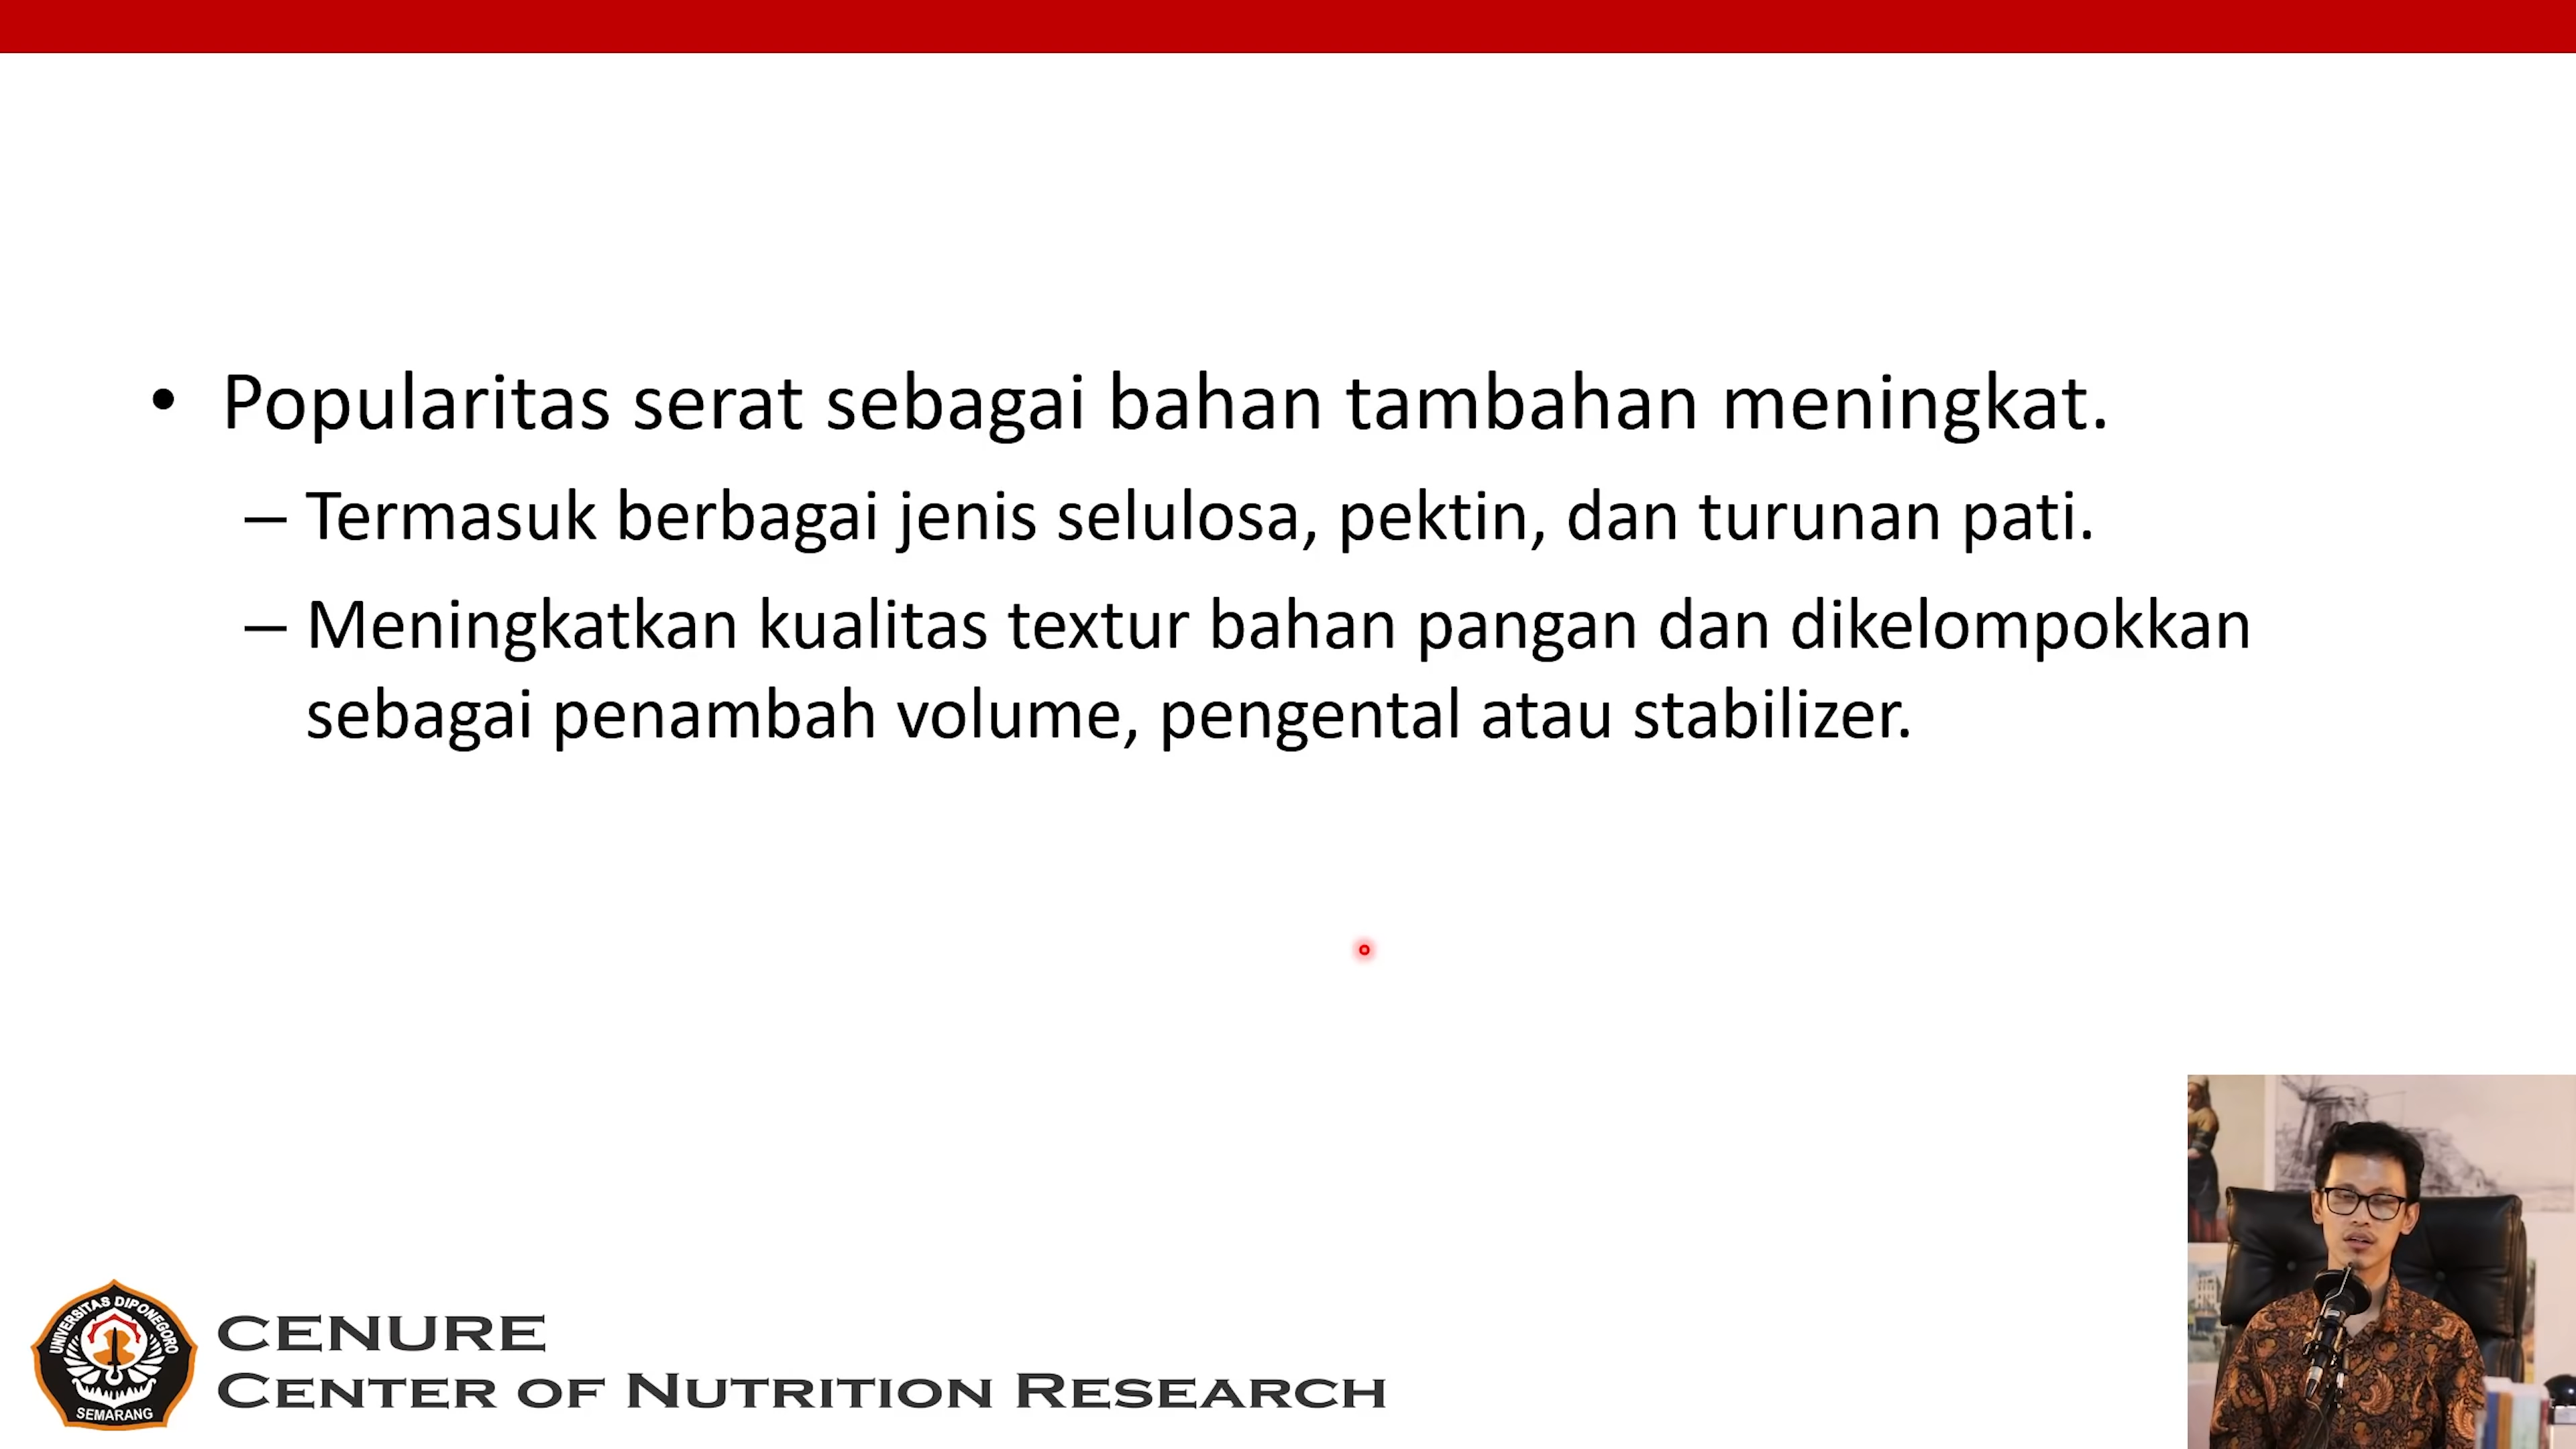 • Popularitas serat sebagai bahan tambahan meningkat.
– Termasuk berbagai jenis selulosa, pektin, dan turunan pati.
– Meningkatkan kualitas textur bahan pangan dan dikelompokkan
sebagai penambah volume, pengental atau stabilizer.
UNIVERSITAS DIPONEGORO
SEMARANG
CENURE
CENTER OF NUTRITION RESEARCH